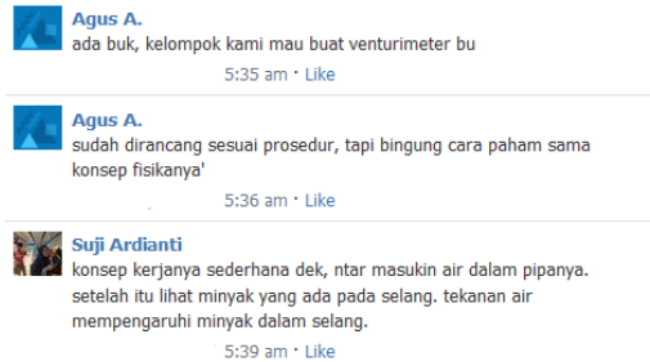 Agus A.
ada buk, kelompok kami mau buat venturimeter bu
5:35 am · Like
Agus A.
sudah dirancang sesuai prosedur, tapi bingung cara paham sama
konsep fisikanya'
5:36 am · Like
Suji Ardianti
konsep kerjanya sederhana dek, ntar masukin air dalam pipanya.
setelah itu lihat minyak yang ada pada selang. tekanan air
mempengaruhi minyak dalam selang.
5:39 am · Like